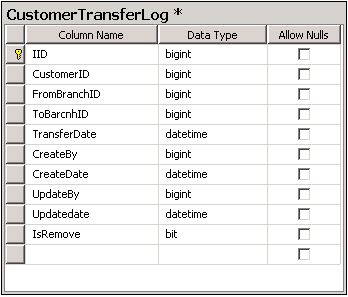 CustomerTransferLog *
Column Name Data Type Allow Nulls
IID bigint
CustomerID bigint
FromBranchID bigint
ToBarcnhID bigint
TransferDate datetime
CreateBy bigint
CreateDate datetime
UpdateBy bigint
Updatedate datetime
IsRemove bit